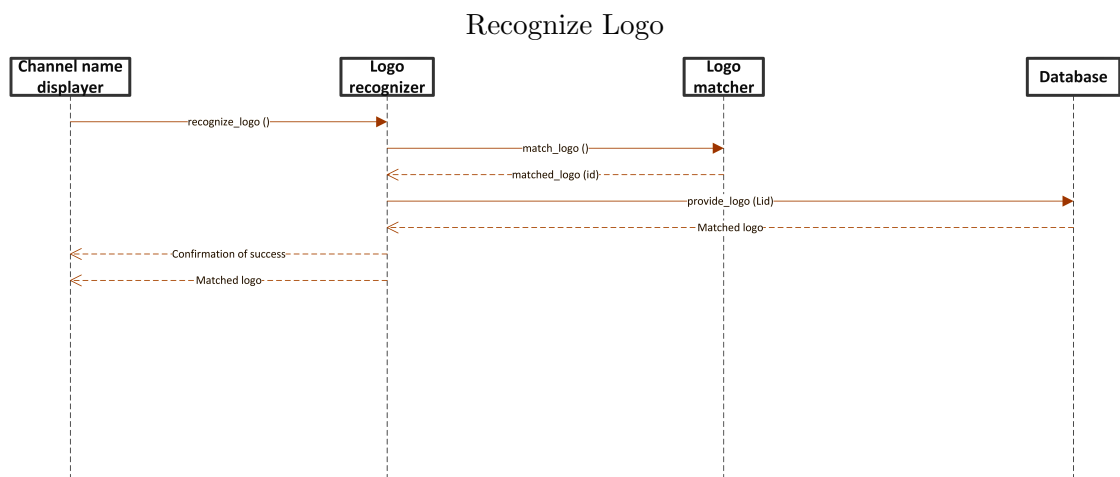 Recognize Logo
Channel name
displayer
Logo
recognizer
Logo
matcher
Database
recognize_logo ()
match_logo ()
matched_logo (id)
provide_logo (Lid)
Matched logo
Confirmation of success
Matched logo